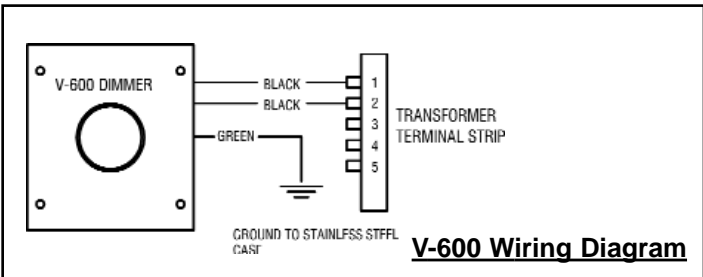 V-600 DIMMER
BLACK
BLACK
GREEN
1
2
3
4
5
TRANSFORMER
TERMINAL STRIP
GROUND TO STAINLESS STEEL
CASE
V-600 Wiring Diagram